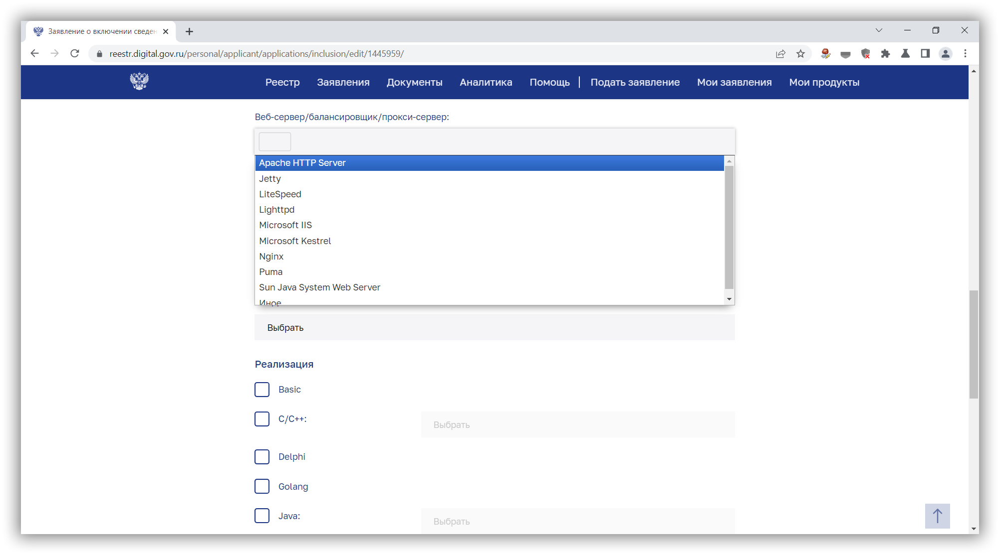 Заявление о включении сведен
reestr.digital.gov.ru/personal/applicant/applications/inclusion/edit/1445959/
Реестр Заявления Документы Аналитика Помощь | Подать заявление Мои заявления Мои продукты
Веб-сервер/балансировщик/прокси-сервер:
Apache HTTP Server
Jetty
LiteSpeed
Lighttpd
Microsoft IIS
Microsoft Kestrel
Nginx
Puma
Sun Java System Web Server
Иное
Выбрать
Реализация
Basic
C/C++: Выбрать
Delphi
Golang
Java: Выбрать